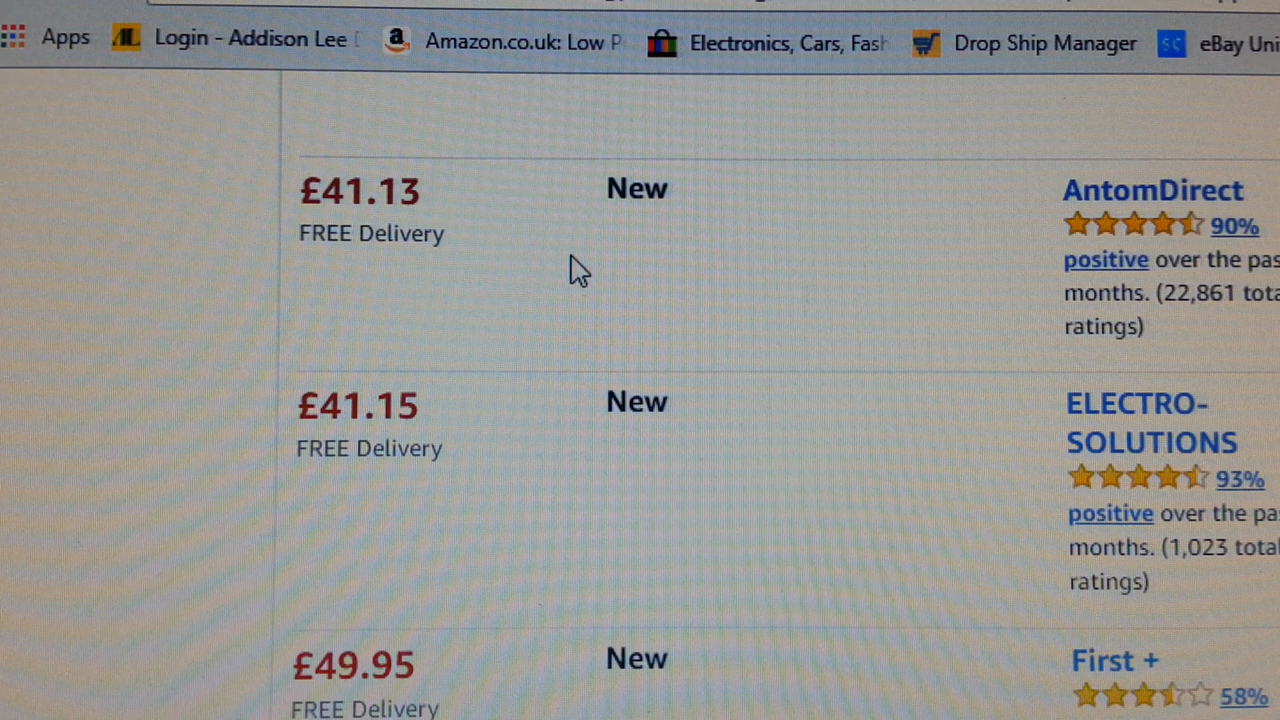 Apps Login - Addison Lee Amazon.co.uk: Low P Electronics, Cars, Fash Drop Ship Manager eBay Uni
£41.13 New AntomDirect
FREE Delivery 90%
positive over the pas
months. (22,861 tota
ratings)
£41.15 New ELECTRO-
SOLUTIONS
FREE Delivery 93%
positive over the pa
months. (1,023 total
ratings)
£49.95 New First +
58%
FREE Delivery